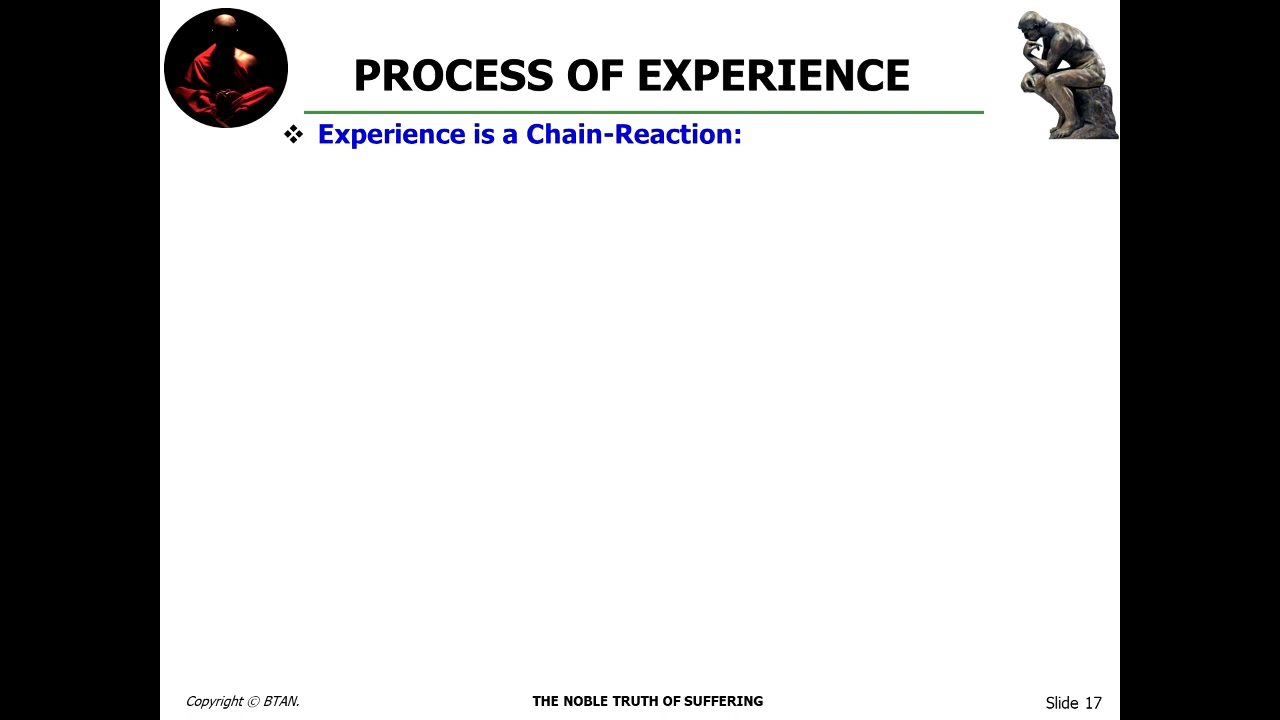 PROCESS OF EXPERIENCE
❖ Experience is a Chain-Reaction:
Copyright © BTAN.
THE NOBLE TRUTH OF SUFFERING
Slide 17